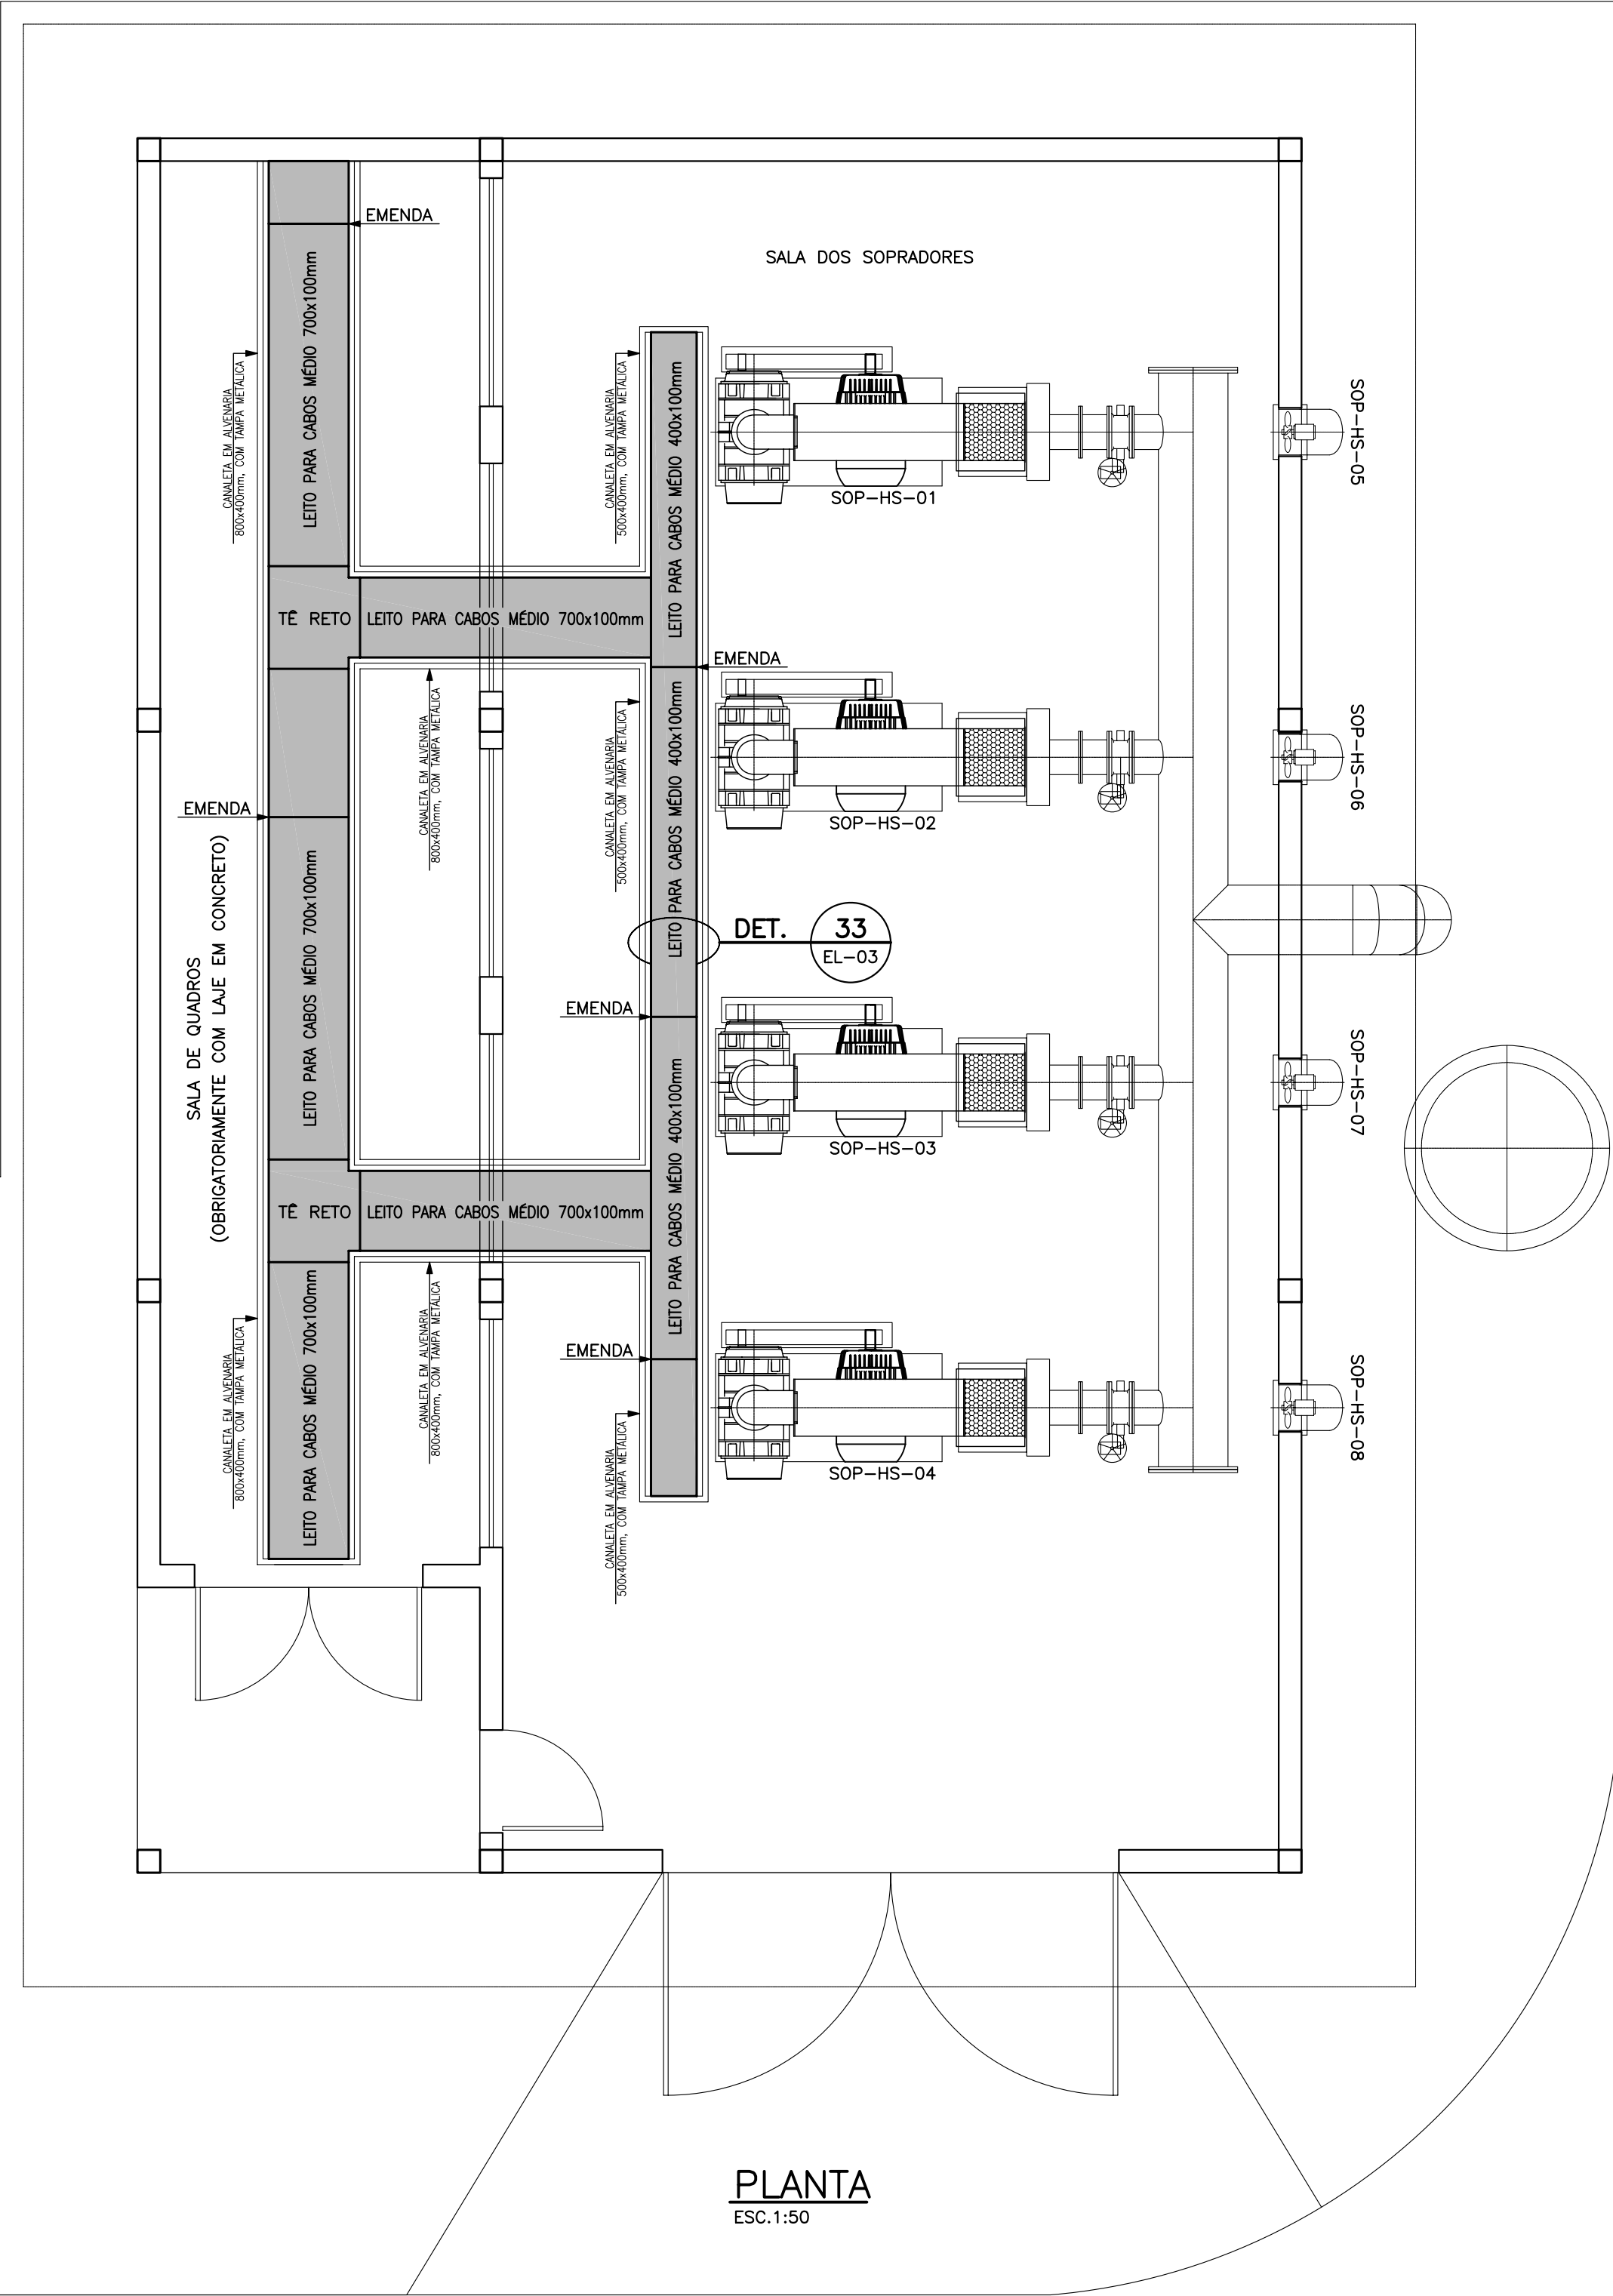 EMENDA
SALA DOS SOPRADORES
LEITO PARA CABOS MÉDIO 700x100mm
CANALETA EM ALVENARIA
800x400mm, COM TAMPA METÁLICA
CANALETA EM ALVENARIA
500x400mm, COM TAMPA METÁLICA
LEITO PARA CABOS MÉDIO 400x100mm
SOP-HS-01
SOP-HS-05
TÊ RETO
LEITO PARA CABOS MÉDIO 700x100mm
EMENDA
CANALETA EM ALVENARIA
800x400mm, COM TAMPA METÁLICA
CANALETA EM ALVENARIA
500x400mm, COM TAMPA METÁLICA
LEITO PARA CABOS MÉDIO 400x100mm
SOP-HS-02
SOP-HS-06
EMENDA
SALA DE QUADROS
(OBRIGATORIAMENTE COM LAJE EM CONCRETO)
LEITO PARA CABOS MÉDIO 700x100mm
DET.
33
EL-03
EMENDA
LEITO PARA CABOS MÉDIO 400x100mm
SOP-HS-03
SOP-HS-07
TÊ RETO
LEITO PARA CABOS MÉDIO 700x100mm
CANALETA EM ALVENARIA
800x400mm, COM TAMPA METÁLICA
LEITO PARA CABOS MÉDIO 700x100mm
CANALETA EM ALVENARIA
800x400mm, COM TAMPA METÁLICA
EMENDA
CANALETA EM ALVENARIA
500x400mm, COM TAMPA METÁLICA
SOP-HS-04
SOP-HS-08
PLANTA
ESC.1:50